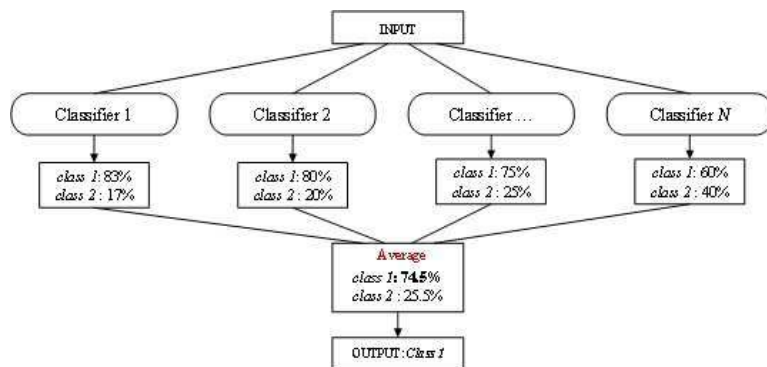 INPUT
Classifier 1
Classifier 2
Classifier ....
Classifier N
class 1: 83%
class 2 : 17%
class 1: 80%
class 2 : 20%
class 1: 75%
class 2 : 25%
class 1: 60%
class 2 : 40%
Average
class 1: 74.5%
class 2 : 25.5%
OUTPUT: Class 1